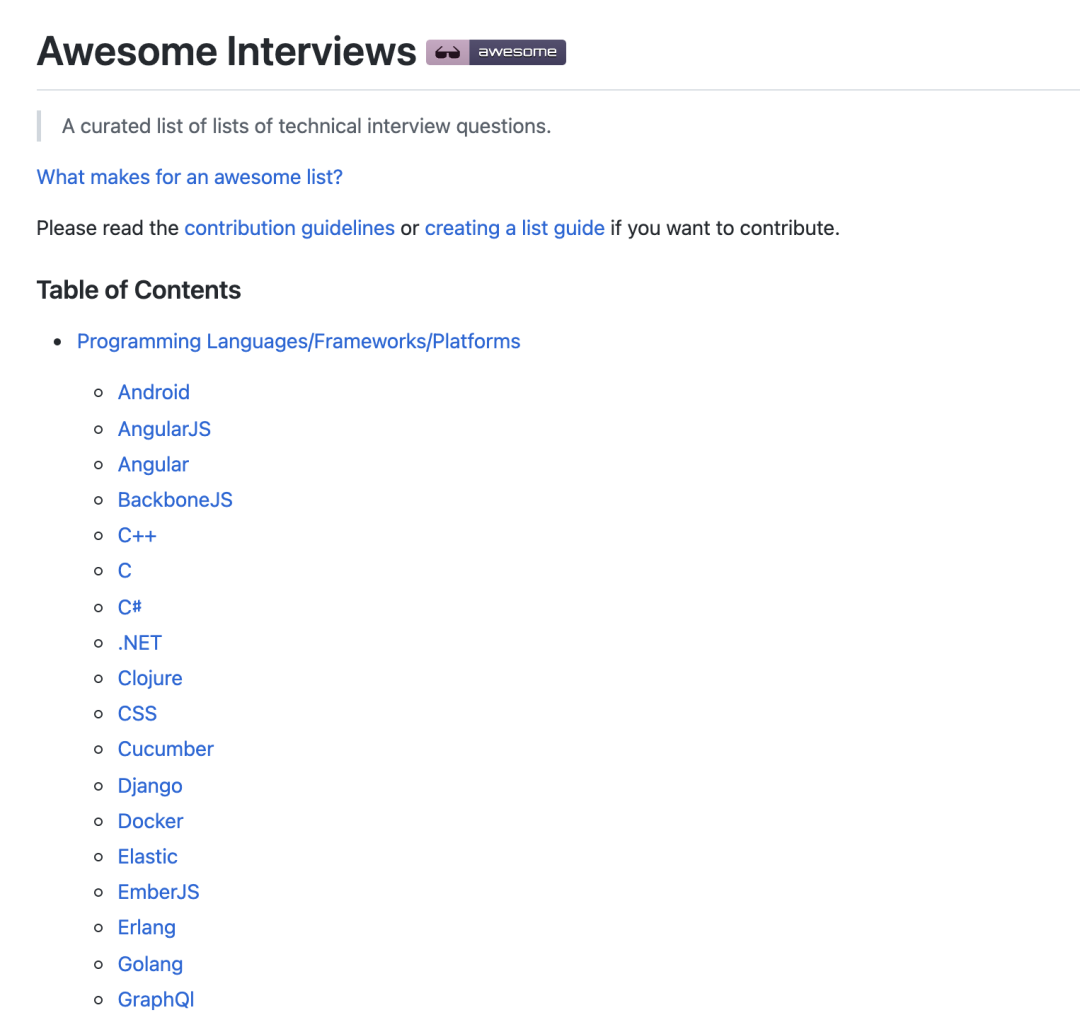 Awesome Interviews awesome
A curated list of lists of technical interview questions.
What makes for an awesome list?
Please read the contribution guidelines or creating a list guide if you want to contribute.
Table of Contents
Programming Languages/Frameworks/Platforms
Android
AngularJS
Angular
BackboneJS
C++
C
C#
.NET
Clojure
CSS
Cucumber
Django
Docker
Elastic
EmberJS
Erlang
Golang
GraphQl